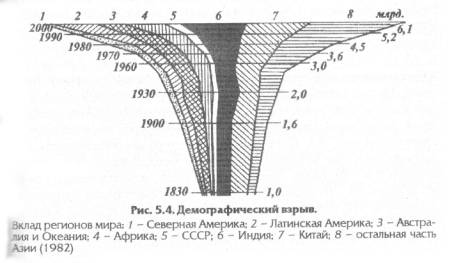 1 2 3 4 5 6 7 8 млрд.
2000 6,1
1990 5,2
1980 4,5
1970 3,6
1960 3,0
1930 2,0
1900 1,6
1830 1,0
Рис. 5.4. Демографический взрыв.
Вклад регионов мира: 1 – Северная Америка; 2 – Латинская Америка; 3 – Австра-
лия и Океания; 4 – Африка; 5 – СССР; 6 – Индия; 7 – Китай; 8 – остальная часть
Азии (1982)